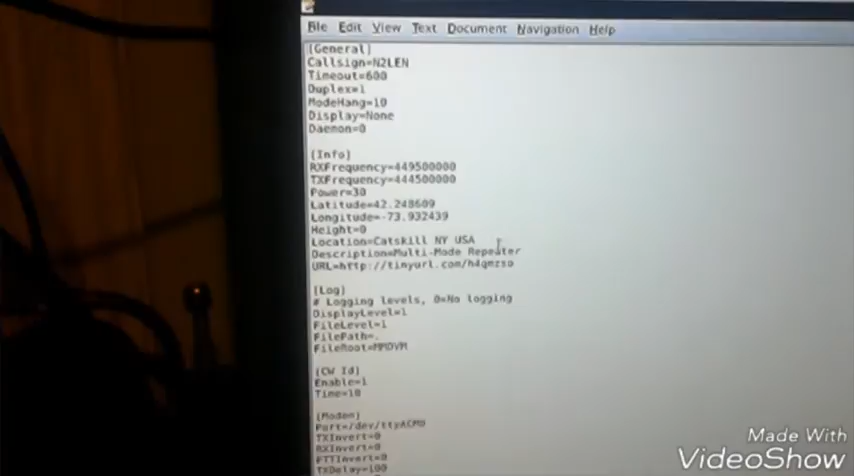 File Edit View Text Document Navigation Help
[General]
Callsign=N2LEN
Timeout=600
Duplex=1
ModeHang=10
Display=None
Daemon=0
[Info]
RXFrequency=449500000
TXFrequency=444500000
Power=30
Latitude=42.248609
Longitude=-73.932439
Height=0
Location=Catskill NY USA
Description=Multi-Mode Repeater
URL=http://tinyurl.com/h4qmzso
[Log]
# Logging levels, 0=No logging
DisplayLevel=1
FileLevel=1
FilePath=.
FileRoot=MMDVM
[CW Id]
Enable=1
Time=10
[Modem]
Port=/dev/ttyACM0
TXInvert=0
RXInvert=0
PTTInvert=0
TXDelay=100
Made With
VideoShow